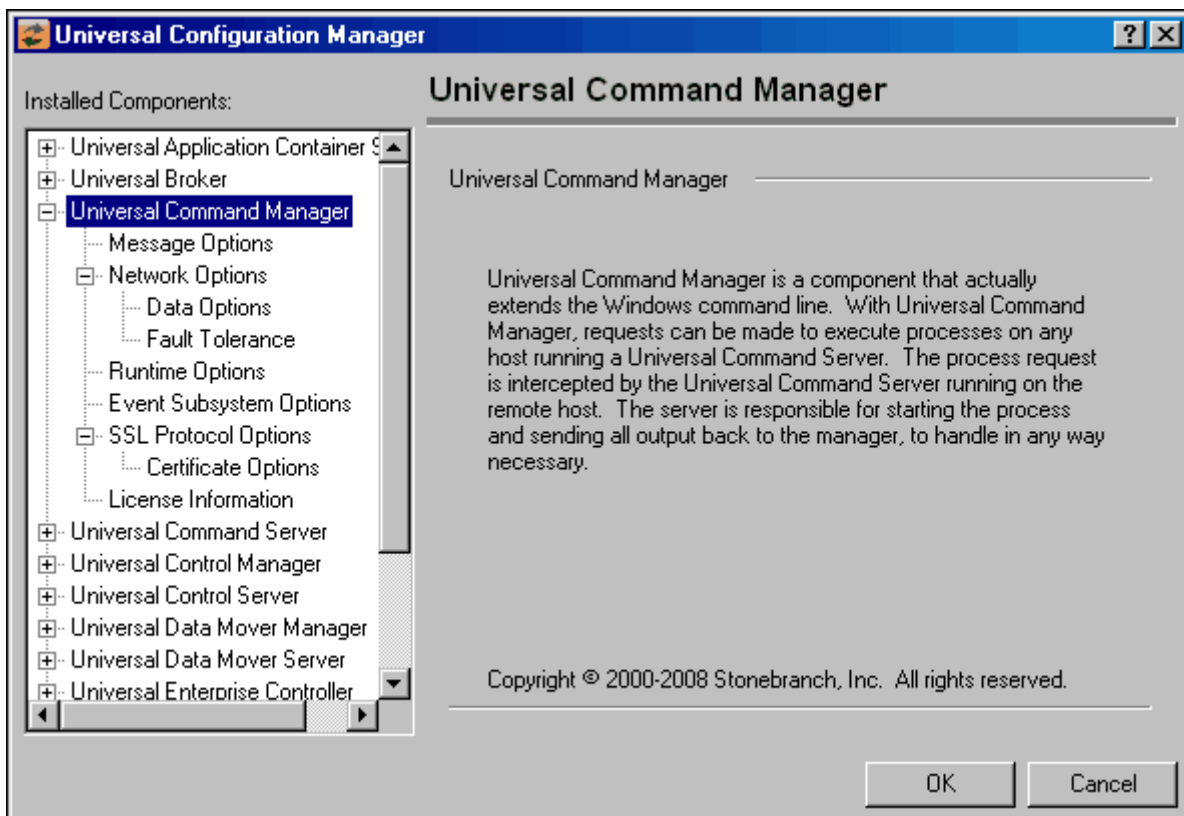 Universal Configuration Manager
Installed Components:
Universal Application Container
Universal Broker
Universal Command Manager
Message Options
Network Options
Data Options
Fault Tolerance
Runtime Options
Event Subsystem Options
SSL Protocol Options
Certificate Options
License Information
Universal Command Server
Universal Control Manager
Universal Control Server
Universal Data Mover Manager
Universal Data Mover Server
Universal Enterprise Controller
Universal Command Manager
Universal Command Manager
Universal Command Manager is a component that actually
extends the Windows command line.  With Universal Command
Manager, requests can be made to execute processes on any
host running a Universal Command Server.  The process request
is intercepted by the Universal Command Server running on the
remote host.  The server is responsible for starting the process
and sending all output back to the manager, to handle in any way
necessary.
Copyright © 2000-2008 Stonebranch, Inc.  All rights reserved.
OK
Cancel